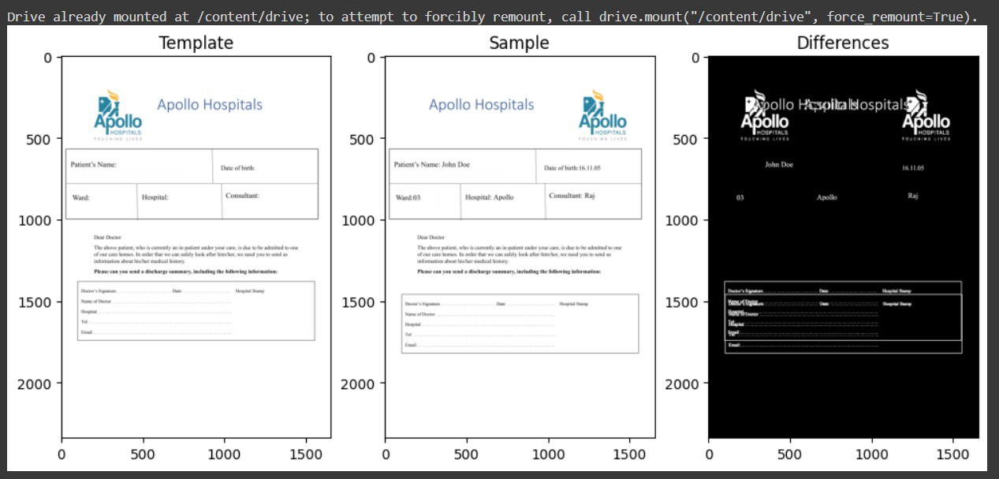 Drive already mounted at /content/drive; to attempt to forcibly remount, call drive.mount("/content/drive", force_remount=True).
Template
0
500
1000
1500
2000
0 500 1000 1500
Apollo Hospitals
Apollo
HOSPITALS
TOUCHING LIVES
Patient's Name:
Date of birth:
Ward:
Hospital:
Consultant:
Dear Doctor
The above patient, who is currently an in-patient under your care, is due to be admitted to one
of our care homes. In order that we can safely look after him/her, we need you to send us
information about his/her medical history.
Please can you send a discharge summary, including the following information:
Doctor's Signature Date Hospital Stamp
Name of Doctor
Hospital
Tel
Email
Sample
0
500
1000
1500
2000
0 500 1000 1500
Apollo Hospitals
Apollo
HOSPITALS
TOUCHING LIVES
Patient's Name: John Doe
Date of birth:16.11.05
Ward:03
Hospital: Apollo
Consultant: Raj
Dear Doctor
The above patient, who is currently an in-patient under your care, is due to be admitted to one
of our care homes. In order that we can safely look after him/her, we need you to send us
information about his/her medical history.
Please can you send a discharge summary, including the following information:
Doctor's Signature Date Hospital Stamp
Name of Doctor
Hospital
Tel
Email
Differences
0
500
1000
1500
2000
0 500 1000 1500
Apollo
HOSPITALS
TOUCHING LIVES
Hospitals
Apollo
HOSPITALS
TOUCHING LIVES
John Doe
16.11.05
03
Apollo
Raj
Doctor's Signature Date Hospital Stamp
Name of Doctor
Doctor's Signature Date Hospital Stamp
Hospital
Name of Doctor
Tel
Hospital
Email
Tel
Email